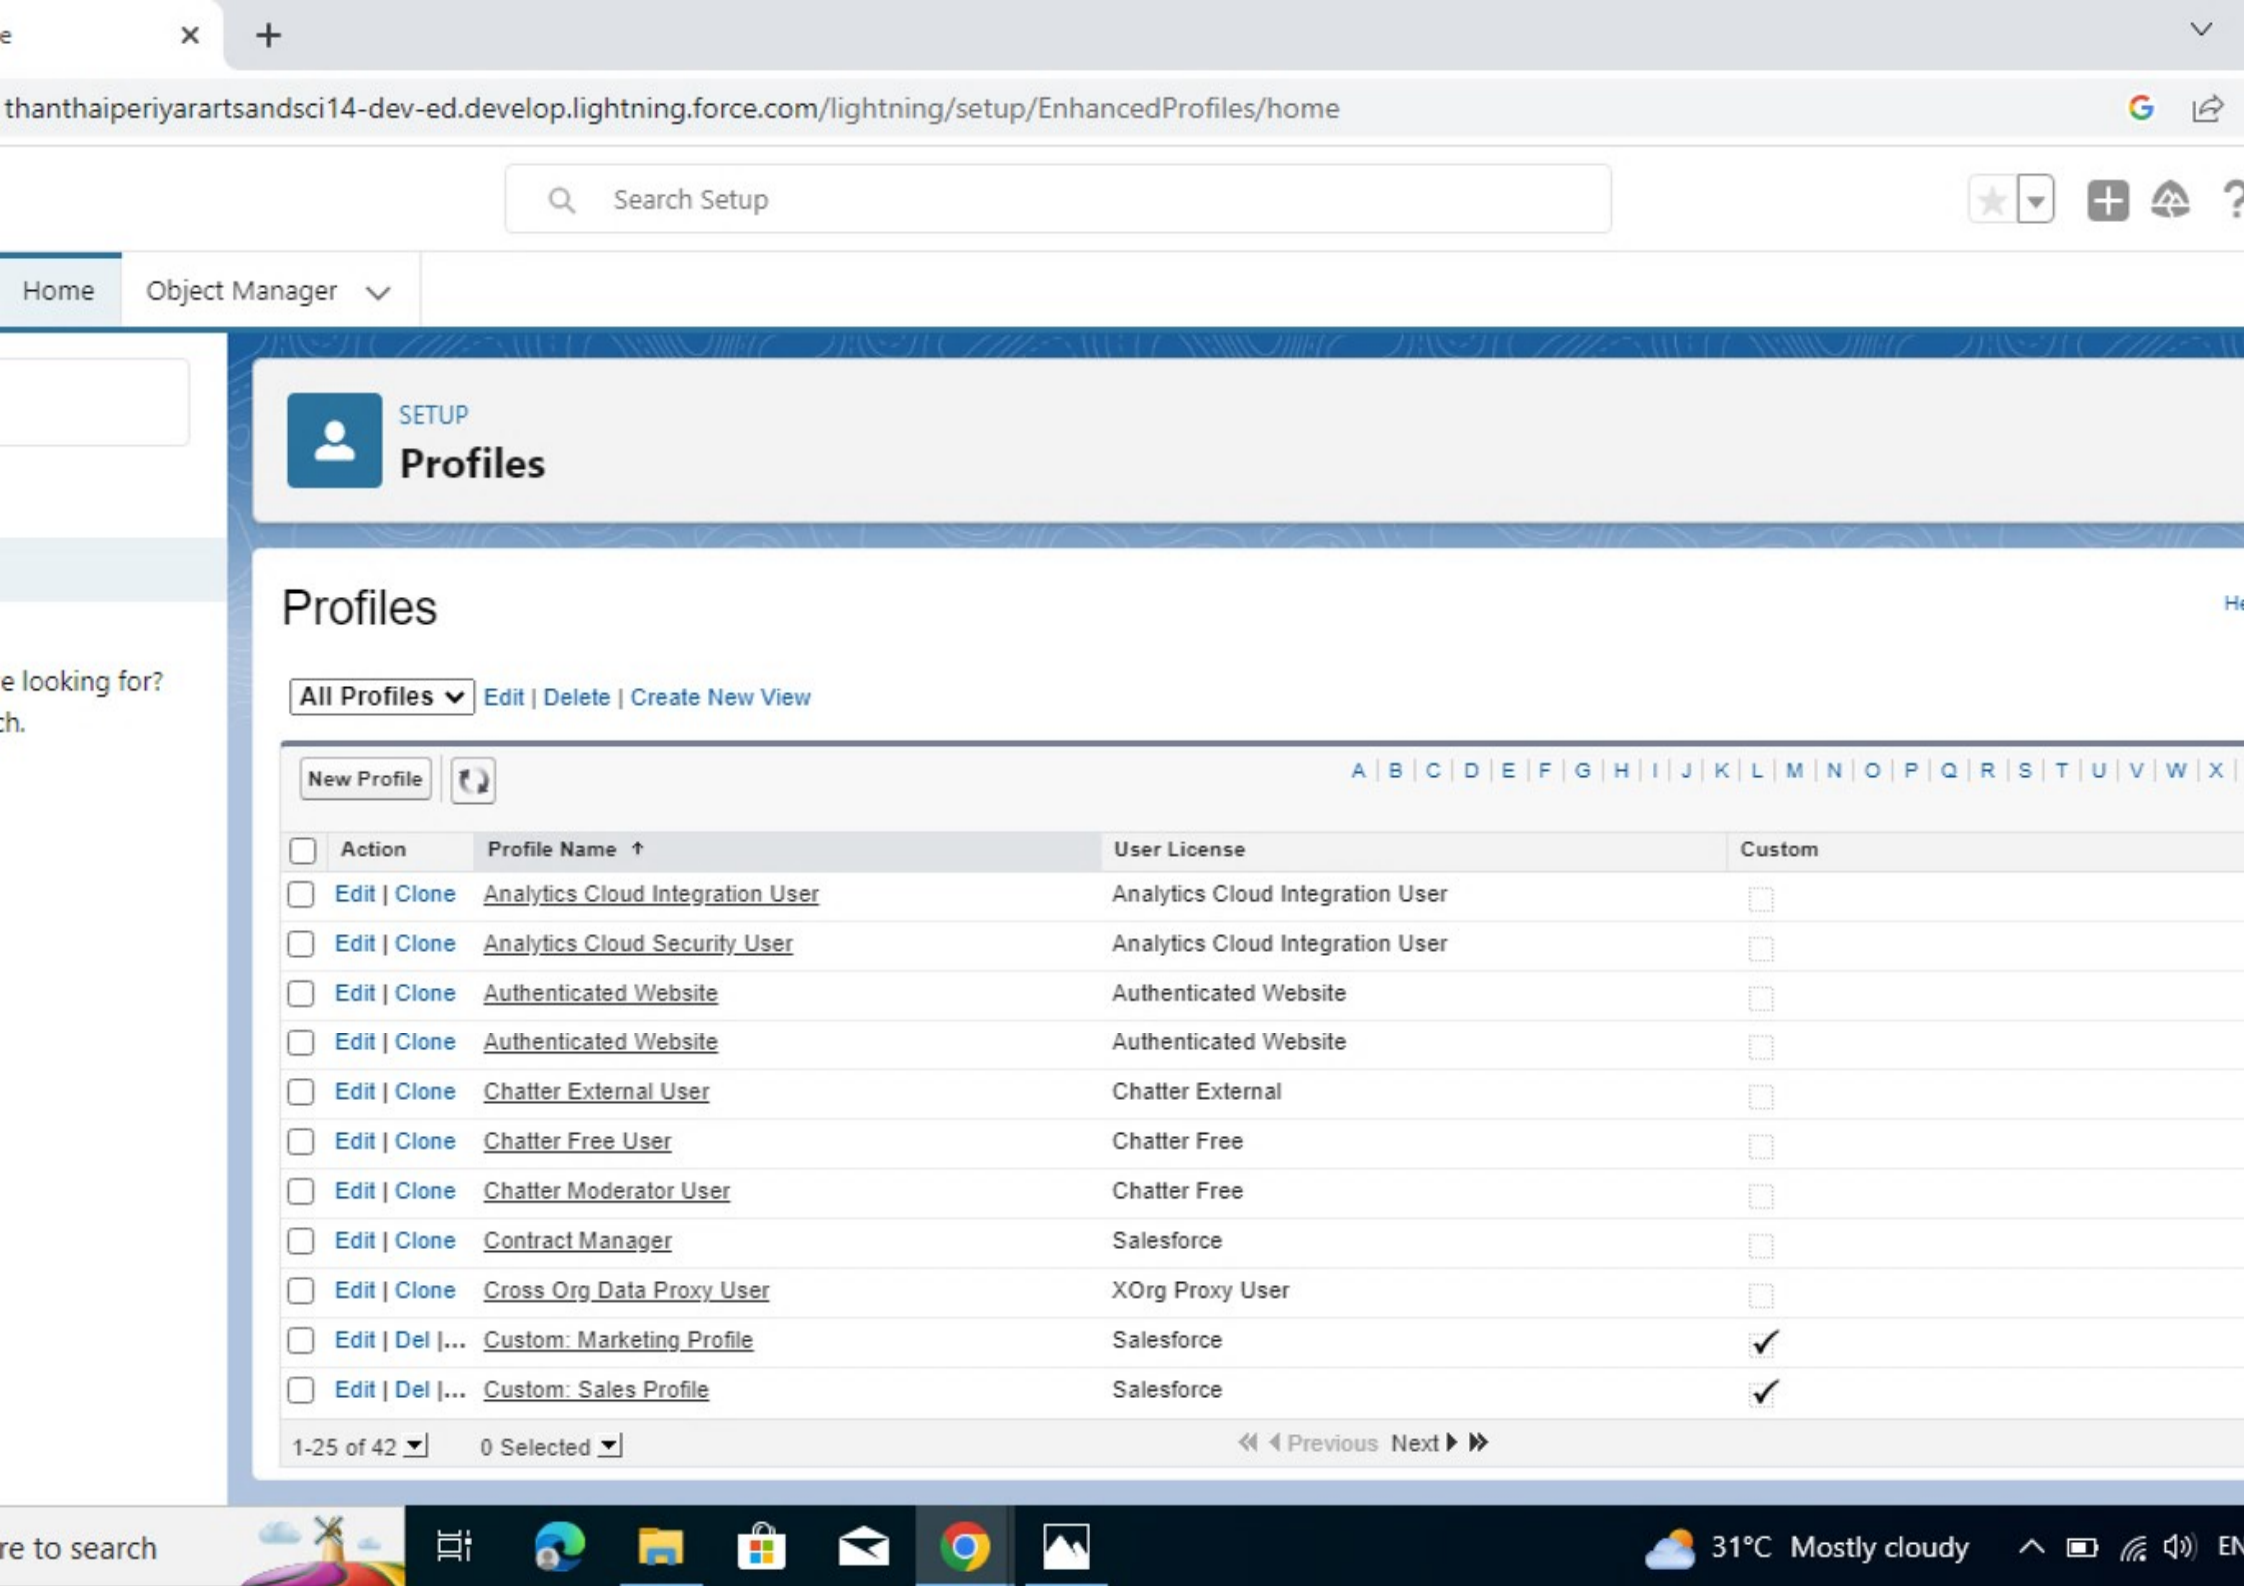 e
thanthaiperiyarartsandsci14-dev-ed.develop.lightning.force.com/lightning/setup/EnhancedProfiles/home
Search Setup
Home Object Manager
SETUP
Profiles
Profiles
He
e looking for?
ch.
All Profiles Edit | Delete | Create New View
New Profile A | B | C | D | E | F | G | H | I | J | K | L | M | N | O | P | Q | R | S | T | U | V | W | X |
Action Profile Name ↑ User License Custom
Edit | Clone Analytics Cloud Integration User Analytics Cloud Integration User
Edit | Clone Analytics Cloud Security User Analytics Cloud Integration User
Edit | Clone Authenticated Website Authenticated Website
Edit | Clone Authenticated Website Authenticated Website
Edit | Clone Chatter External User Chatter External
Edit | Clone Chatter Free User Chatter Free
Edit | Clone Chatter Moderator User Chatter Free
Edit | Clone Contract Manager Salesforce
Edit | Clone Cross Org Data Proxy User XOrg Proxy User
Edit | Del |... Custom: Marketing Profile Salesforce
Edit | Del |... Custom: Sales Profile Salesforce
1-25 of 42 0 Selected Previous Next
re to search 31°C Mostly cloudy EN